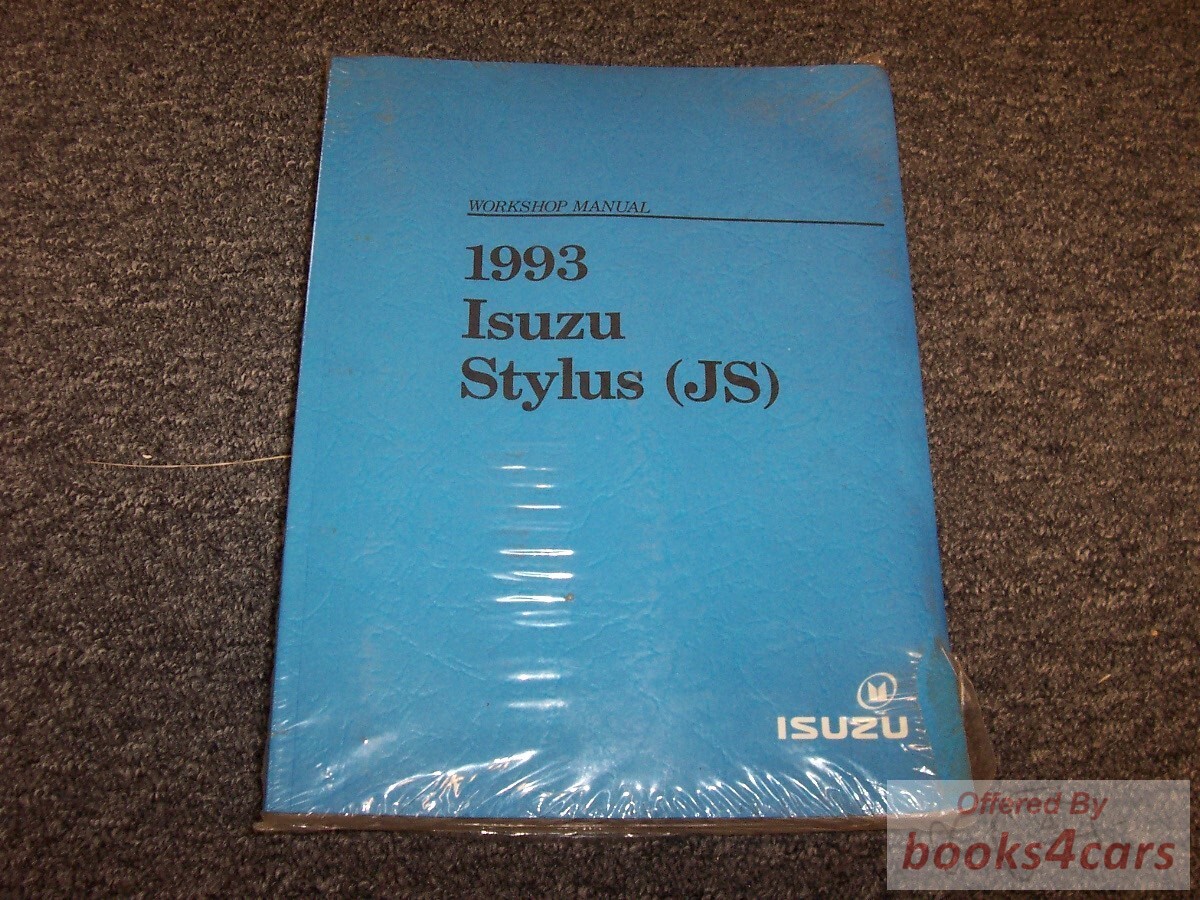 WORKSHOP MANUAL
1993
Isuzu
Stylus (JS)
ISUZU
Offered By
books4cars